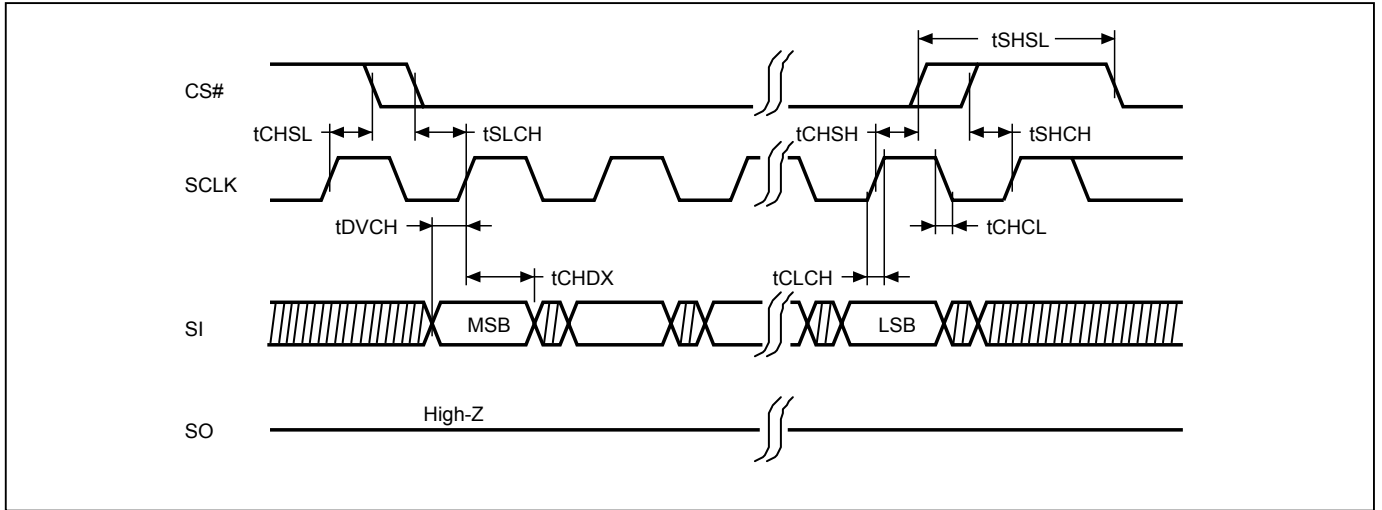 tSHSL
CS#
tCHSL
tSLCH
tCHSH
tSHCH
SCLK
tDVCH
tCHCL
tCHDX
tCLCH
SI
MSB
LSB
High-Z
SO